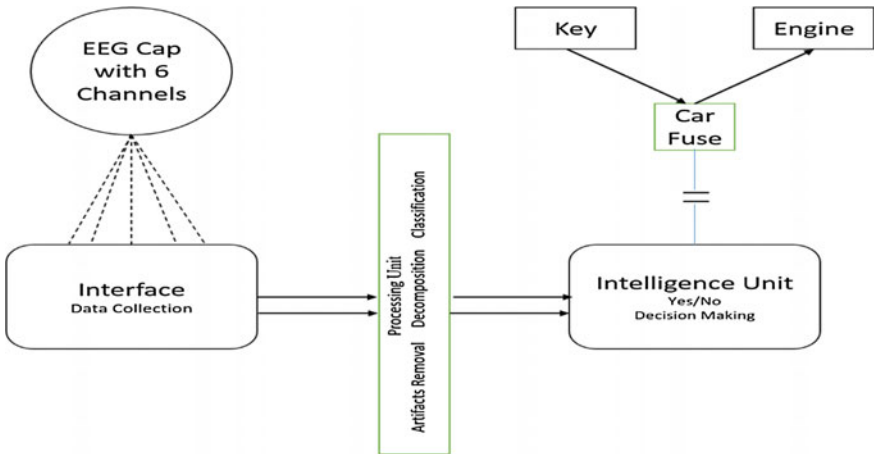 EEG Cap
with 6
Channels
Key
Engine
Car
Fuse
Interface
Data Collection
Processing Unit
Artifacts Removal Decomposition Classification
Intelligence Unit
Yes/No
Decision Making